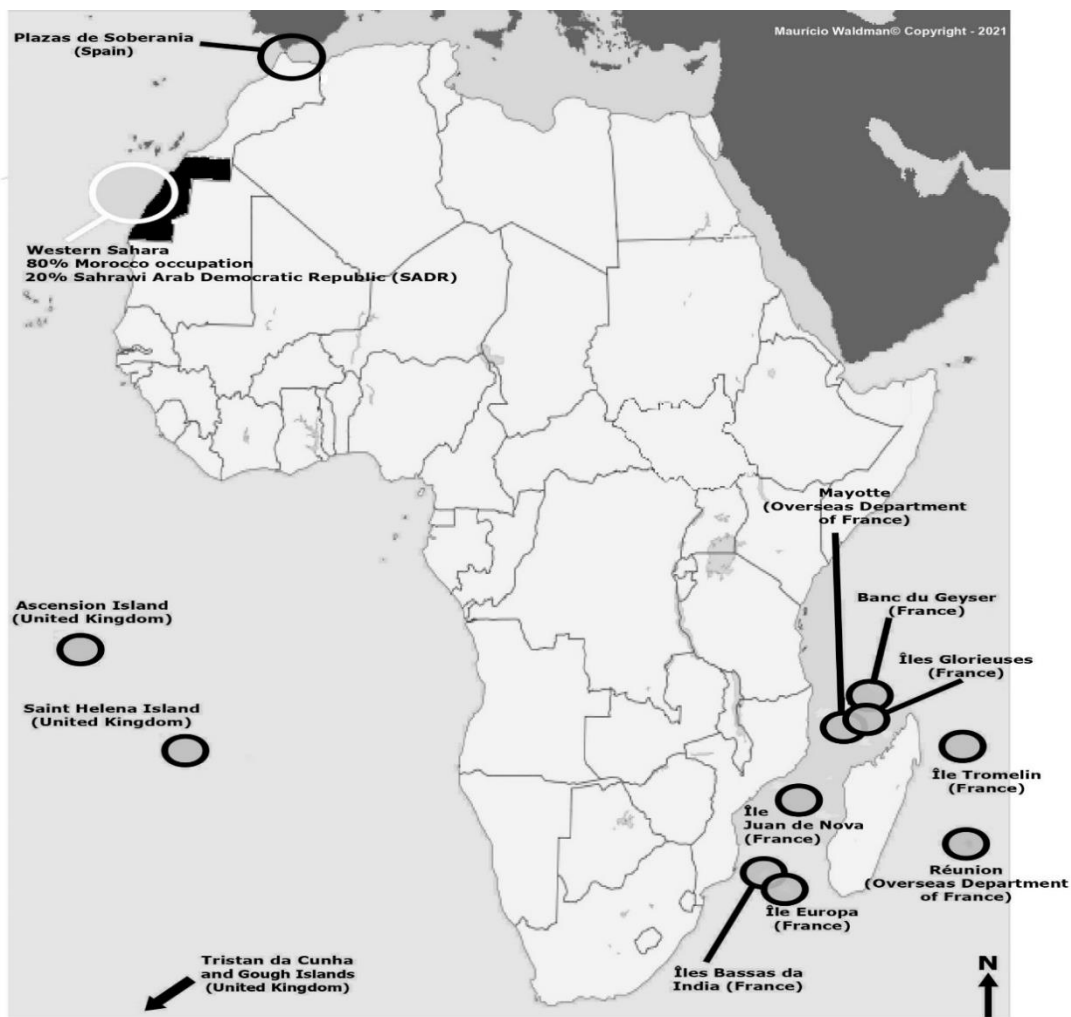 Maurício Waldman© Copyright - 2021
Plazas de Soberania
(Spain)
Western Sahara
80% Morocco occupation
20% Sahrawi Arab Democratic Republic (SADR)
Mayotte
(Overseas Department
of France)
Banc du Geyser
(France)
Îles Glorieuses
(France)
Ascension Island
(United Kingdom)
Saint Helena Island
(United Kingdom)
Île Tromelin
(France)
Île
Juan de Nova
(France)
Réunion
(Overseas Department
of France)
Île Europa
(France)
Îles Bassas da
India (France)
Tristan da Cunha
and Gough Islands
(United Kingdom)
N